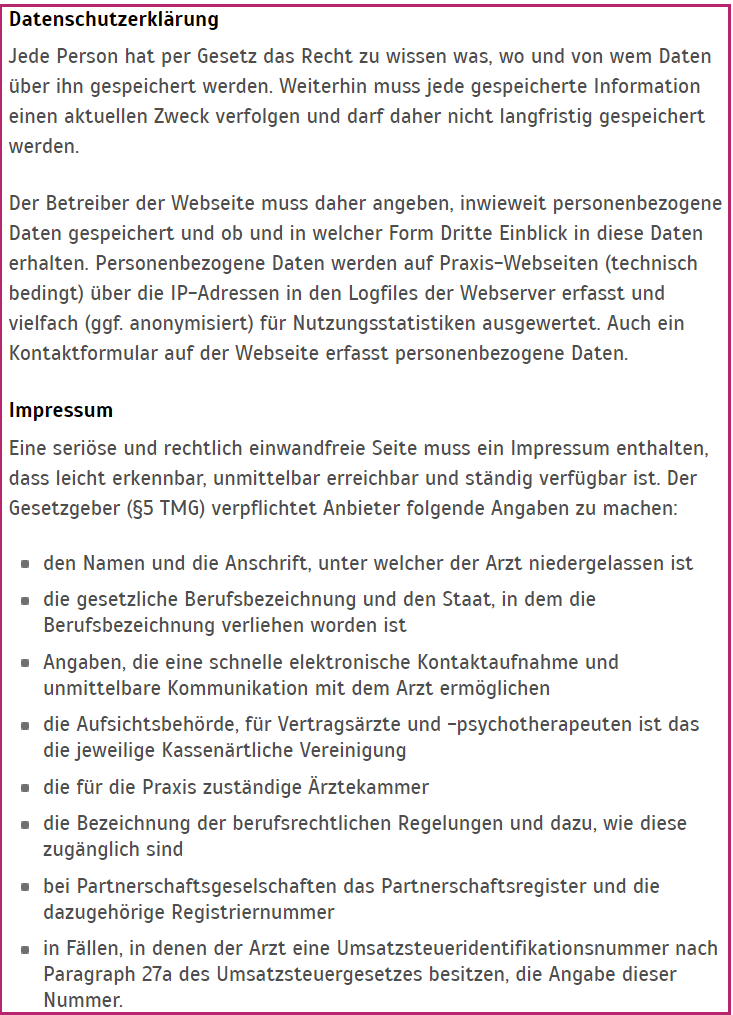 Datenschutzerklärung
Jede Person hat per Gesetz das Recht zu wissen was, wo und von wem Daten
über ihn gespeichert werden. Weiterhin muss jede gespeicherte Information
einen aktuellen Zweck verfolgen und darf daher nicht langfristig gespeichert
werden.
Der Betreiber der Webseite muss daher angeben, inwieweit personenbezogene
Daten gespeichert und ob und in welcher Form Dritte Einblick in diese Daten
erhalten. Personenbezogene Daten werden auf Praxis-Webseiten (technisch
bedingt) über die IP-Adressen in den Logfiles der Webserver erfasst und
vielfach (ggf. anonymisiert) für Nutzungsstatistiken ausgewertet. Auch ein
Kontaktformular auf der Webseite erfasst personenbezogene Daten.
Impressum
Eine seriöse und rechtlich einwandfreie Seite muss ein Impressum enthalten,
dass leicht erkennbar, unmittelbar erreichbar und ständig verfügbar ist. Der
Gesetzgeber (§5 TMG) verpflichtet Anbieter folgende Angaben zu machen:
den Namen und die Anschrift, unter welcher der Arzt niedergelassen ist
die gesetzliche Berufsbezeichnung und den Staat, in dem die
Berufsbezeichnung verliehen worden ist
Angaben, die eine schnelle elektronische Kontaktaufnahme und
unmittelbare Kommunikation mit dem Arzt ermöglichen
die Aufsichtsbehörde, für Vertragsärzte und -psychotherapeuten ist das
die jeweilige Kassenärtliche Vereinigung
die für die Praxis zuständige Ärztekammer
die Bezeichnung der berufsrechtlichen Regelungen und dazu, wie diese
zugänglich sind
bei Partnerschaftsgeselschaften das Partnerschaftsregister und die
dazugehörige Registriernummer
in Fällen, in denen der Arzt eine Umsatzsteueridentifikationsnummer nach
Paragraph 27a des Umsatzsteuergesetzes besitzen, die Angabe dieser
Nummer.